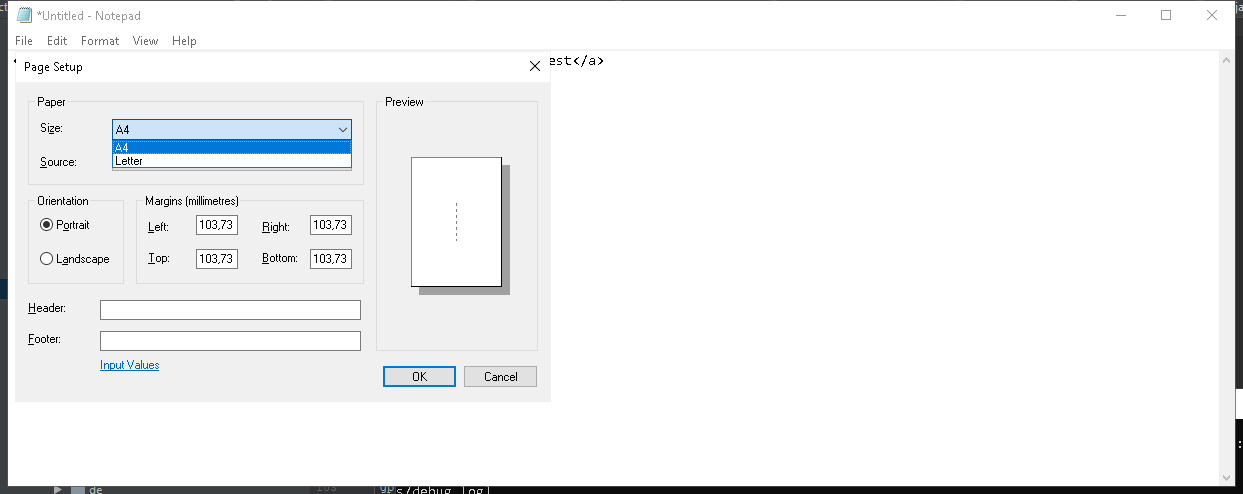 *Untitled - Notepad
File Edit Format View Help
est</a>
Page Setup
Paper
Size: A4
A4
Letter
Source:
Orientation
Portrait
Landscape
Margins (millimetres)
Left: 103,73 Right: 103,73
Top: 103,73 Bottom: 103,73
Header:
Footer:
Input Values
Preview
OK Cancel
de
s/debug.log